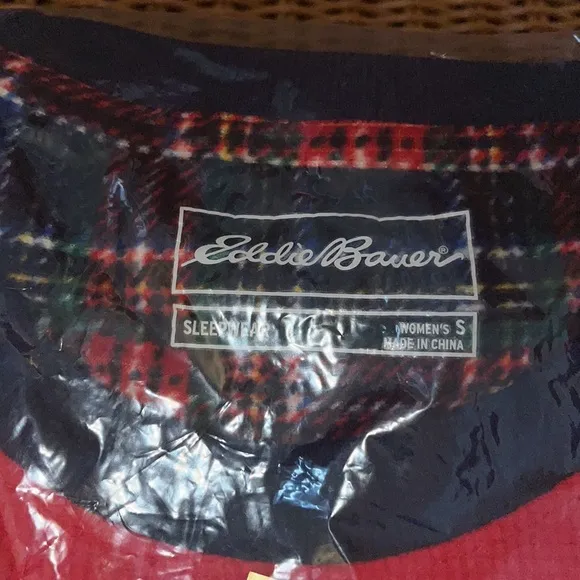 Eddie Bauer®
SLEEPWEAR WOMEN'S S
MADE IN CHINA